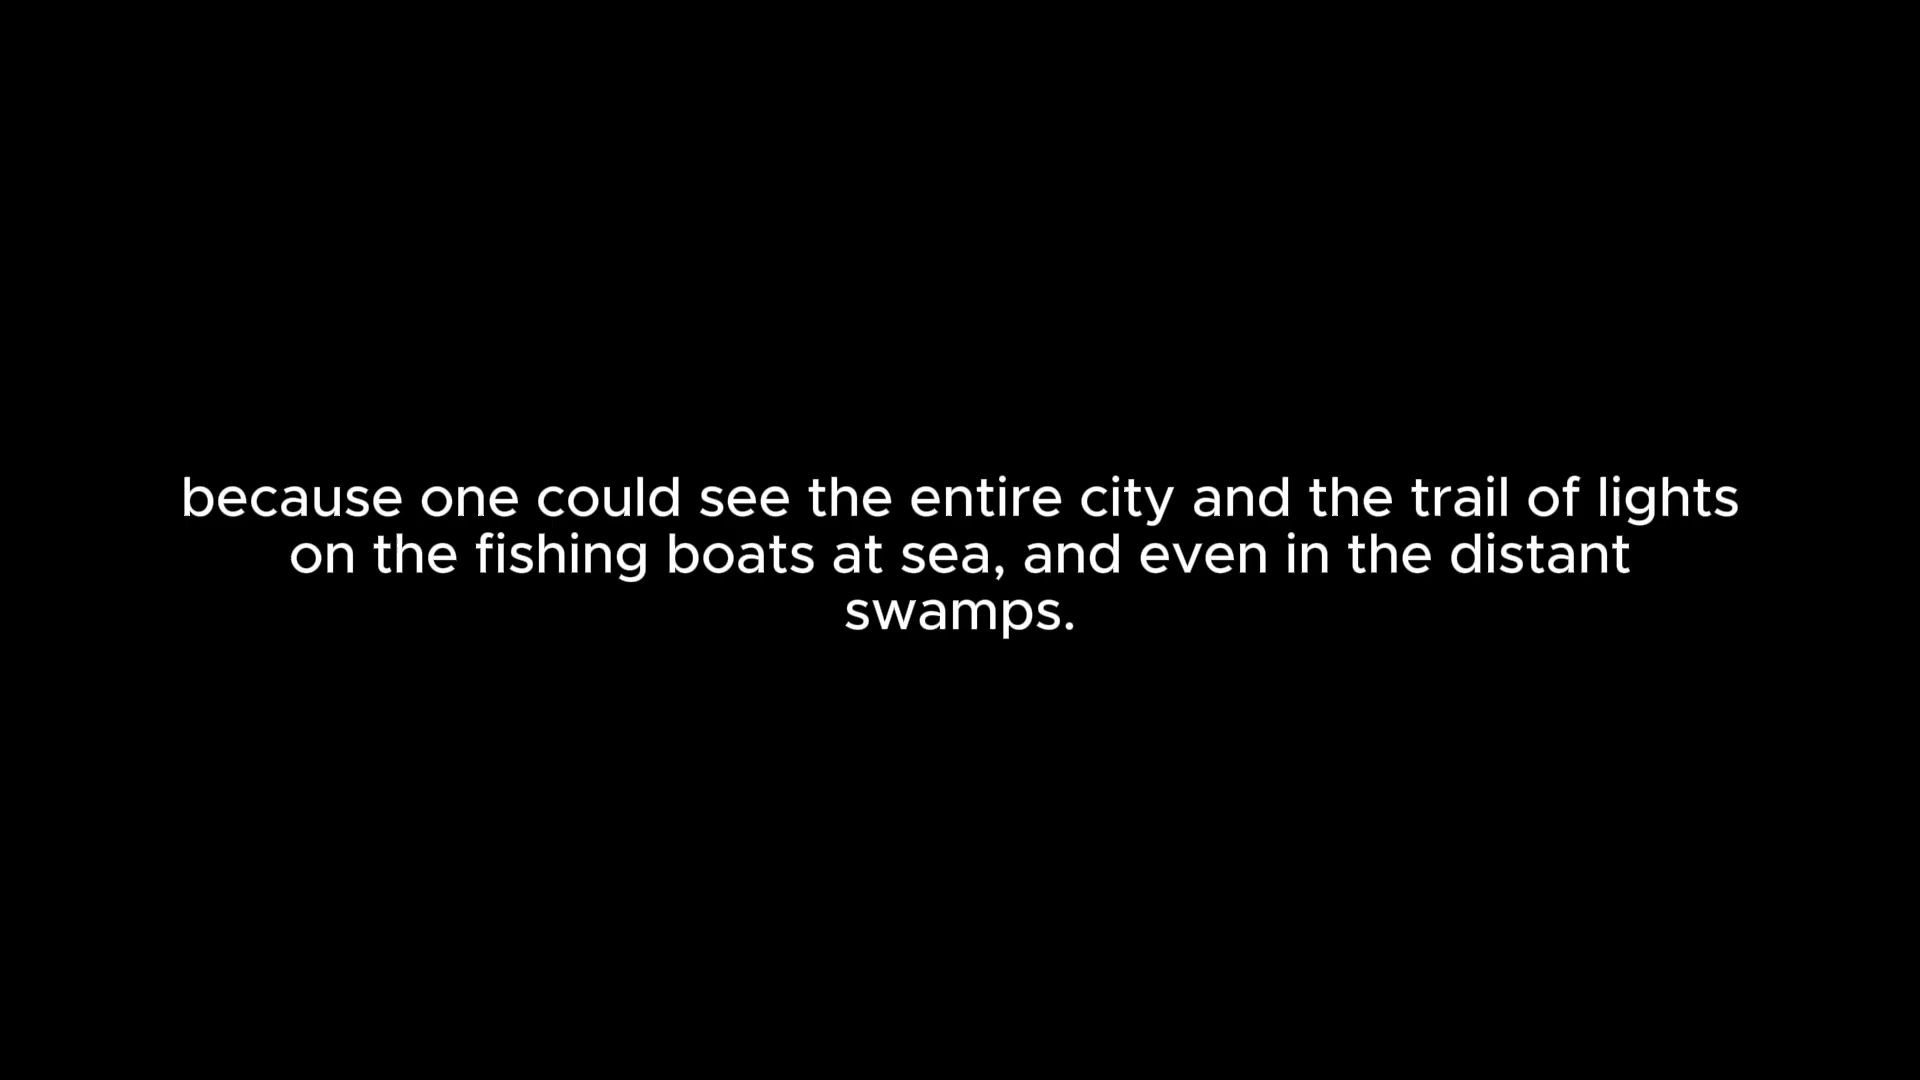 because one could see the entire city and the trail of lights
on the fishing boats at sea, and even in the distant
swamps.